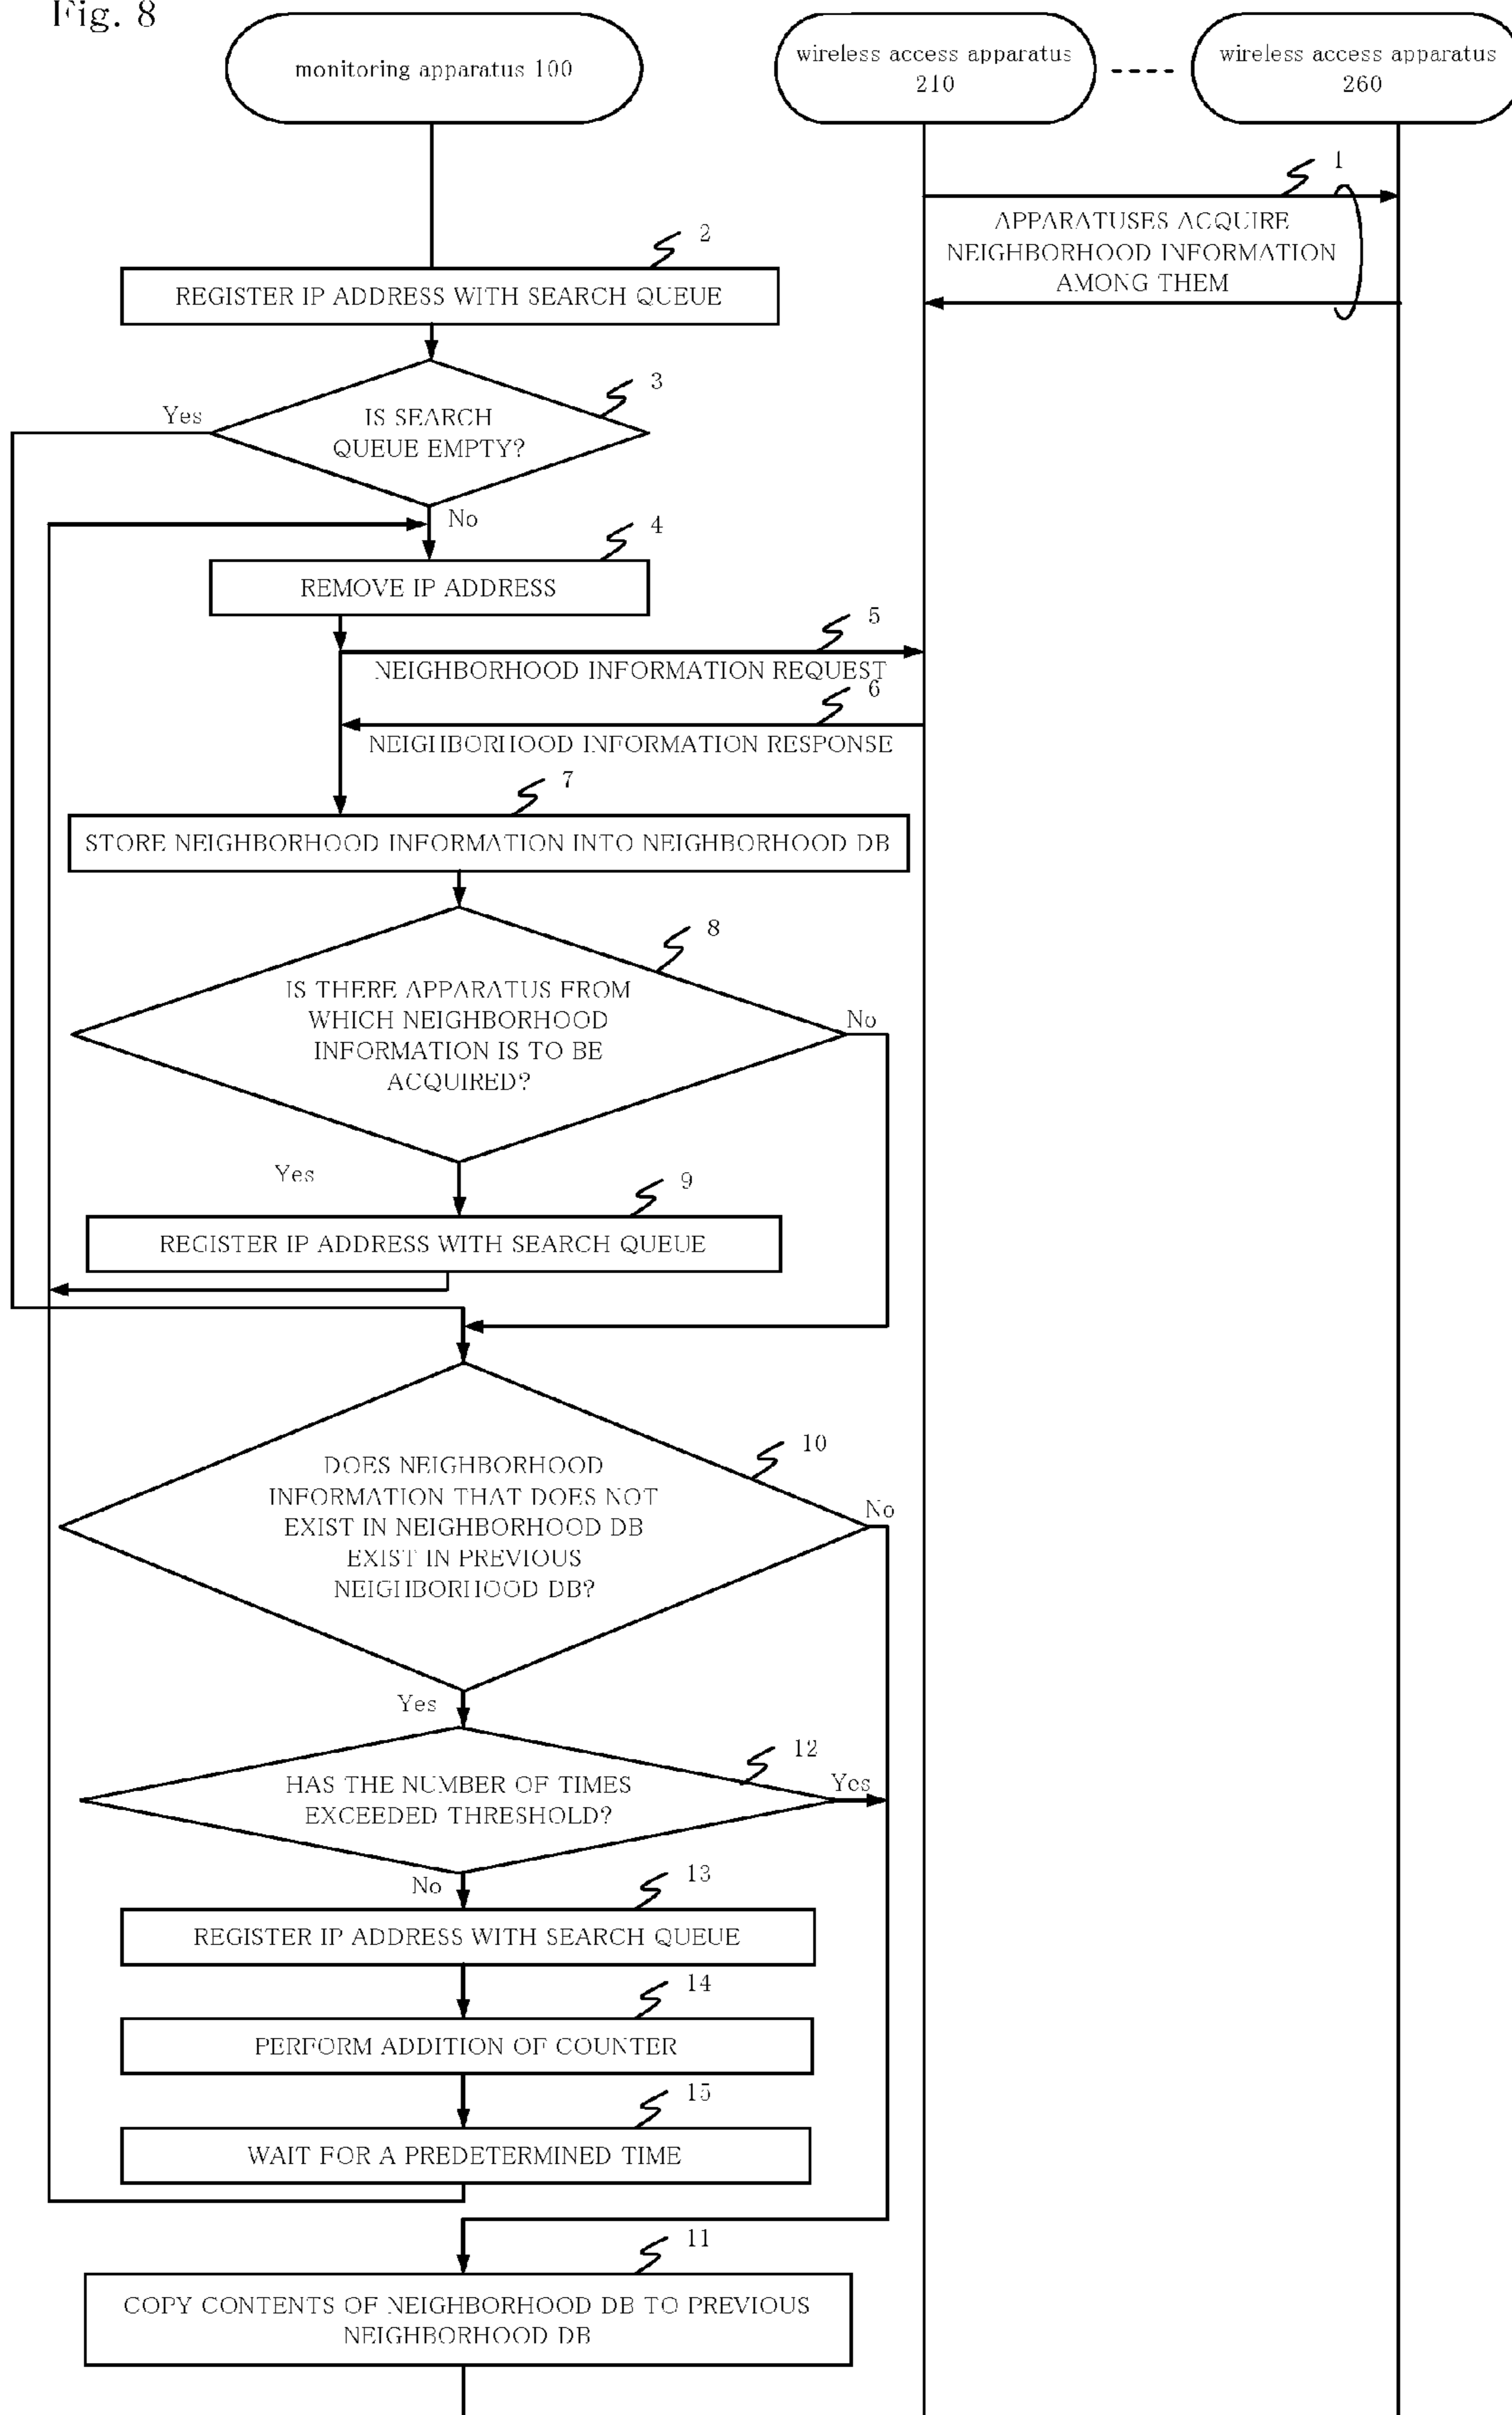 Fig. 8
monitoring apparatus 100
wireless access apparatus
210
wireless access apparatus
260
1
APPARATUSES ACQUIRE
NEIGHBORHOOD INFORMATION
AMONG THEM
2
REGISTER IP ADDRESS WITH SEARCH QUEUE
3
Yes
IS SEARCH
QUEUE EMPTY?
No
4
REMOVE IP ADDRESS
5
NEIGHBORHOOD INFORMATION REQUEST
6
NEIGHBORHOOD INFORMATION RESPONSE
7
STORE NEIGHBORHOOD INFORMATION INTO NEIGHBORHOOD DB
8
IS THERE APPARATUS FROM
WHICH NEIGHBORHOOD
INFORMATION IS TO BE
ACQUIRED?
No
Yes
9
REGISTER IP ADDRESS WITH SEARCH QUEUE
10
DOES NEIGHBORHOOD
INFORMATION THAT DOES NOT
EXIST IN NEIGHBORHOOD DB
EXIST IN PREVIOUS
NEIGHBORHOOD DB?
No
Yes
12
HAS THE NUMBER OF TIMES
EXCEEDED THRESHOLD?
Yes
No
13
REGISTER IP ADDRESS WITH SEARCH QUEUE
14
PERFORM ADDITION OF COUNTER
15
WAIT FOR A PREDETERMINED TIME
11
COPY CONTENTS OF NEIGHBORHOOD DB TO PREVIOUS
NEIGHBORHOOD DB